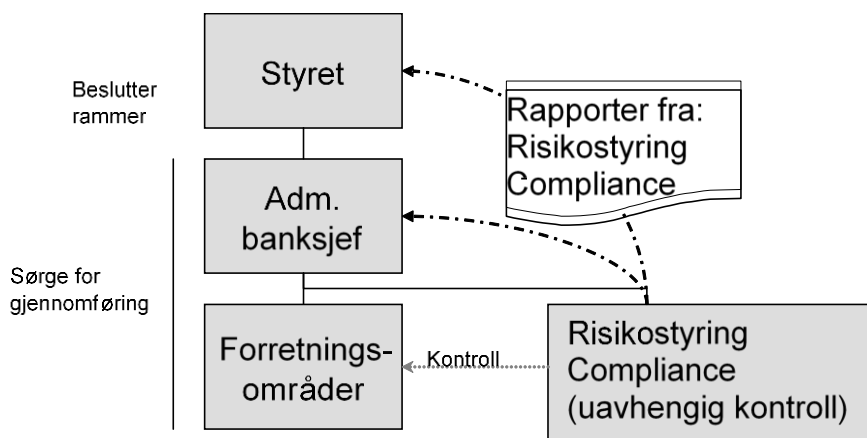 Styret
Beslutter
rammer
Rapporter fra:
Risikostyring
Compliance
Adm.
banksjef
Sørge for
gjennomføring
Forretnings-
områder
Kontroll
Risikostyring
Compliance
(uavhengig kontroll)